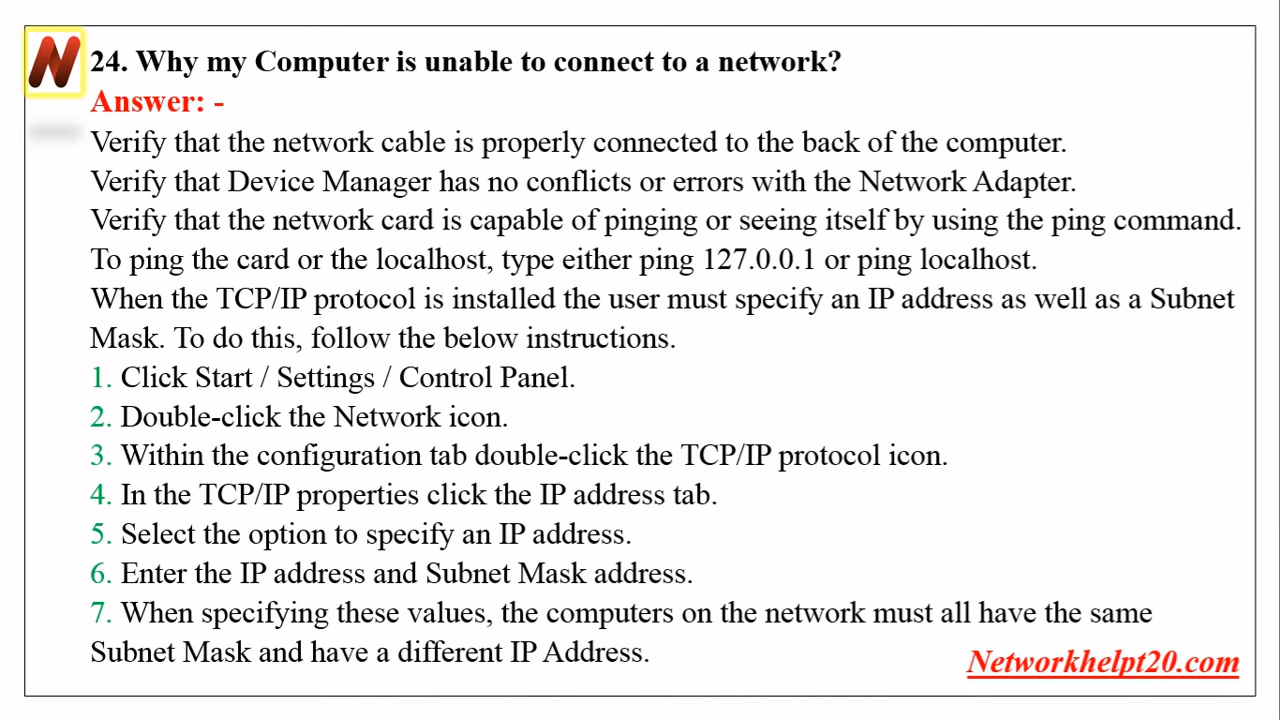 24. Why my Computer is unable to connect to a network?
Answer: -
Verify that the network cable is properly connected to the back of the computer.
Verify that Device Manager has no conflicts or errors with the Network Adapter.
Verify that the network card is capable of pinging or seeing itself by using the ping command.
To ping the card or the localhost, type either ping 127.0.0.1 or ping localhost.
When the TCP/IP protocol is installed the user must specify an IP address as well as a Subnet
Mask. To do this, follow the below instructions.
1. Click Start / Settings / Control Panel.
2. Double-click the Network icon.
3. Within the configuration tab double-click the TCP/IP protocol icon.
4. In the TCP/IP properties click the IP address tab.
5. Select the option to specify an IP address.
6. Enter the IP address and Subnet Mask address.
7. When specifying these values, the computers on the network must all have the same
Subnet Mask and have a different IP Address.
Networkhelpt20.com